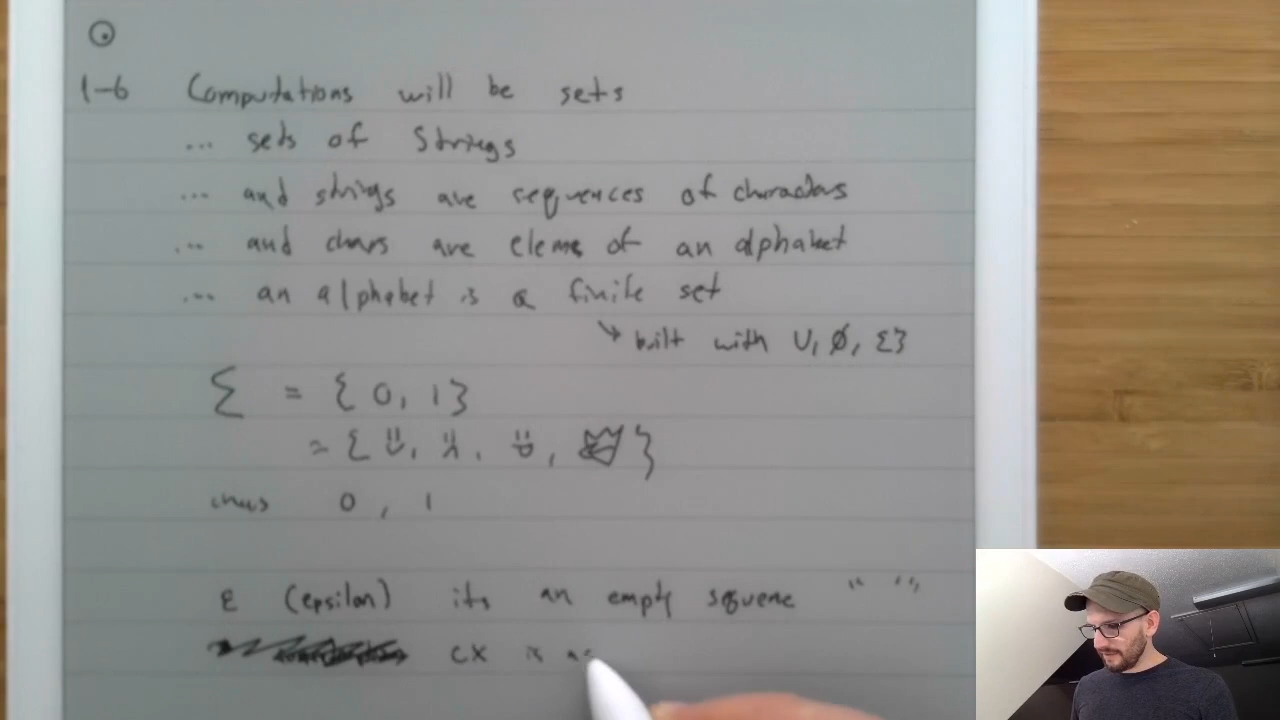 1-6 Computations will be sets
... sets of Strings
... and strings are sequences of characters
... and chars are elems of an alphabet
... an alphabet is a finite set
↘ built with ∪, ∅, {}
Σ = { 0, 1 }
= { , , , }
chars 0, 1
ε (epsilon) its an empty sequence " "
cx is